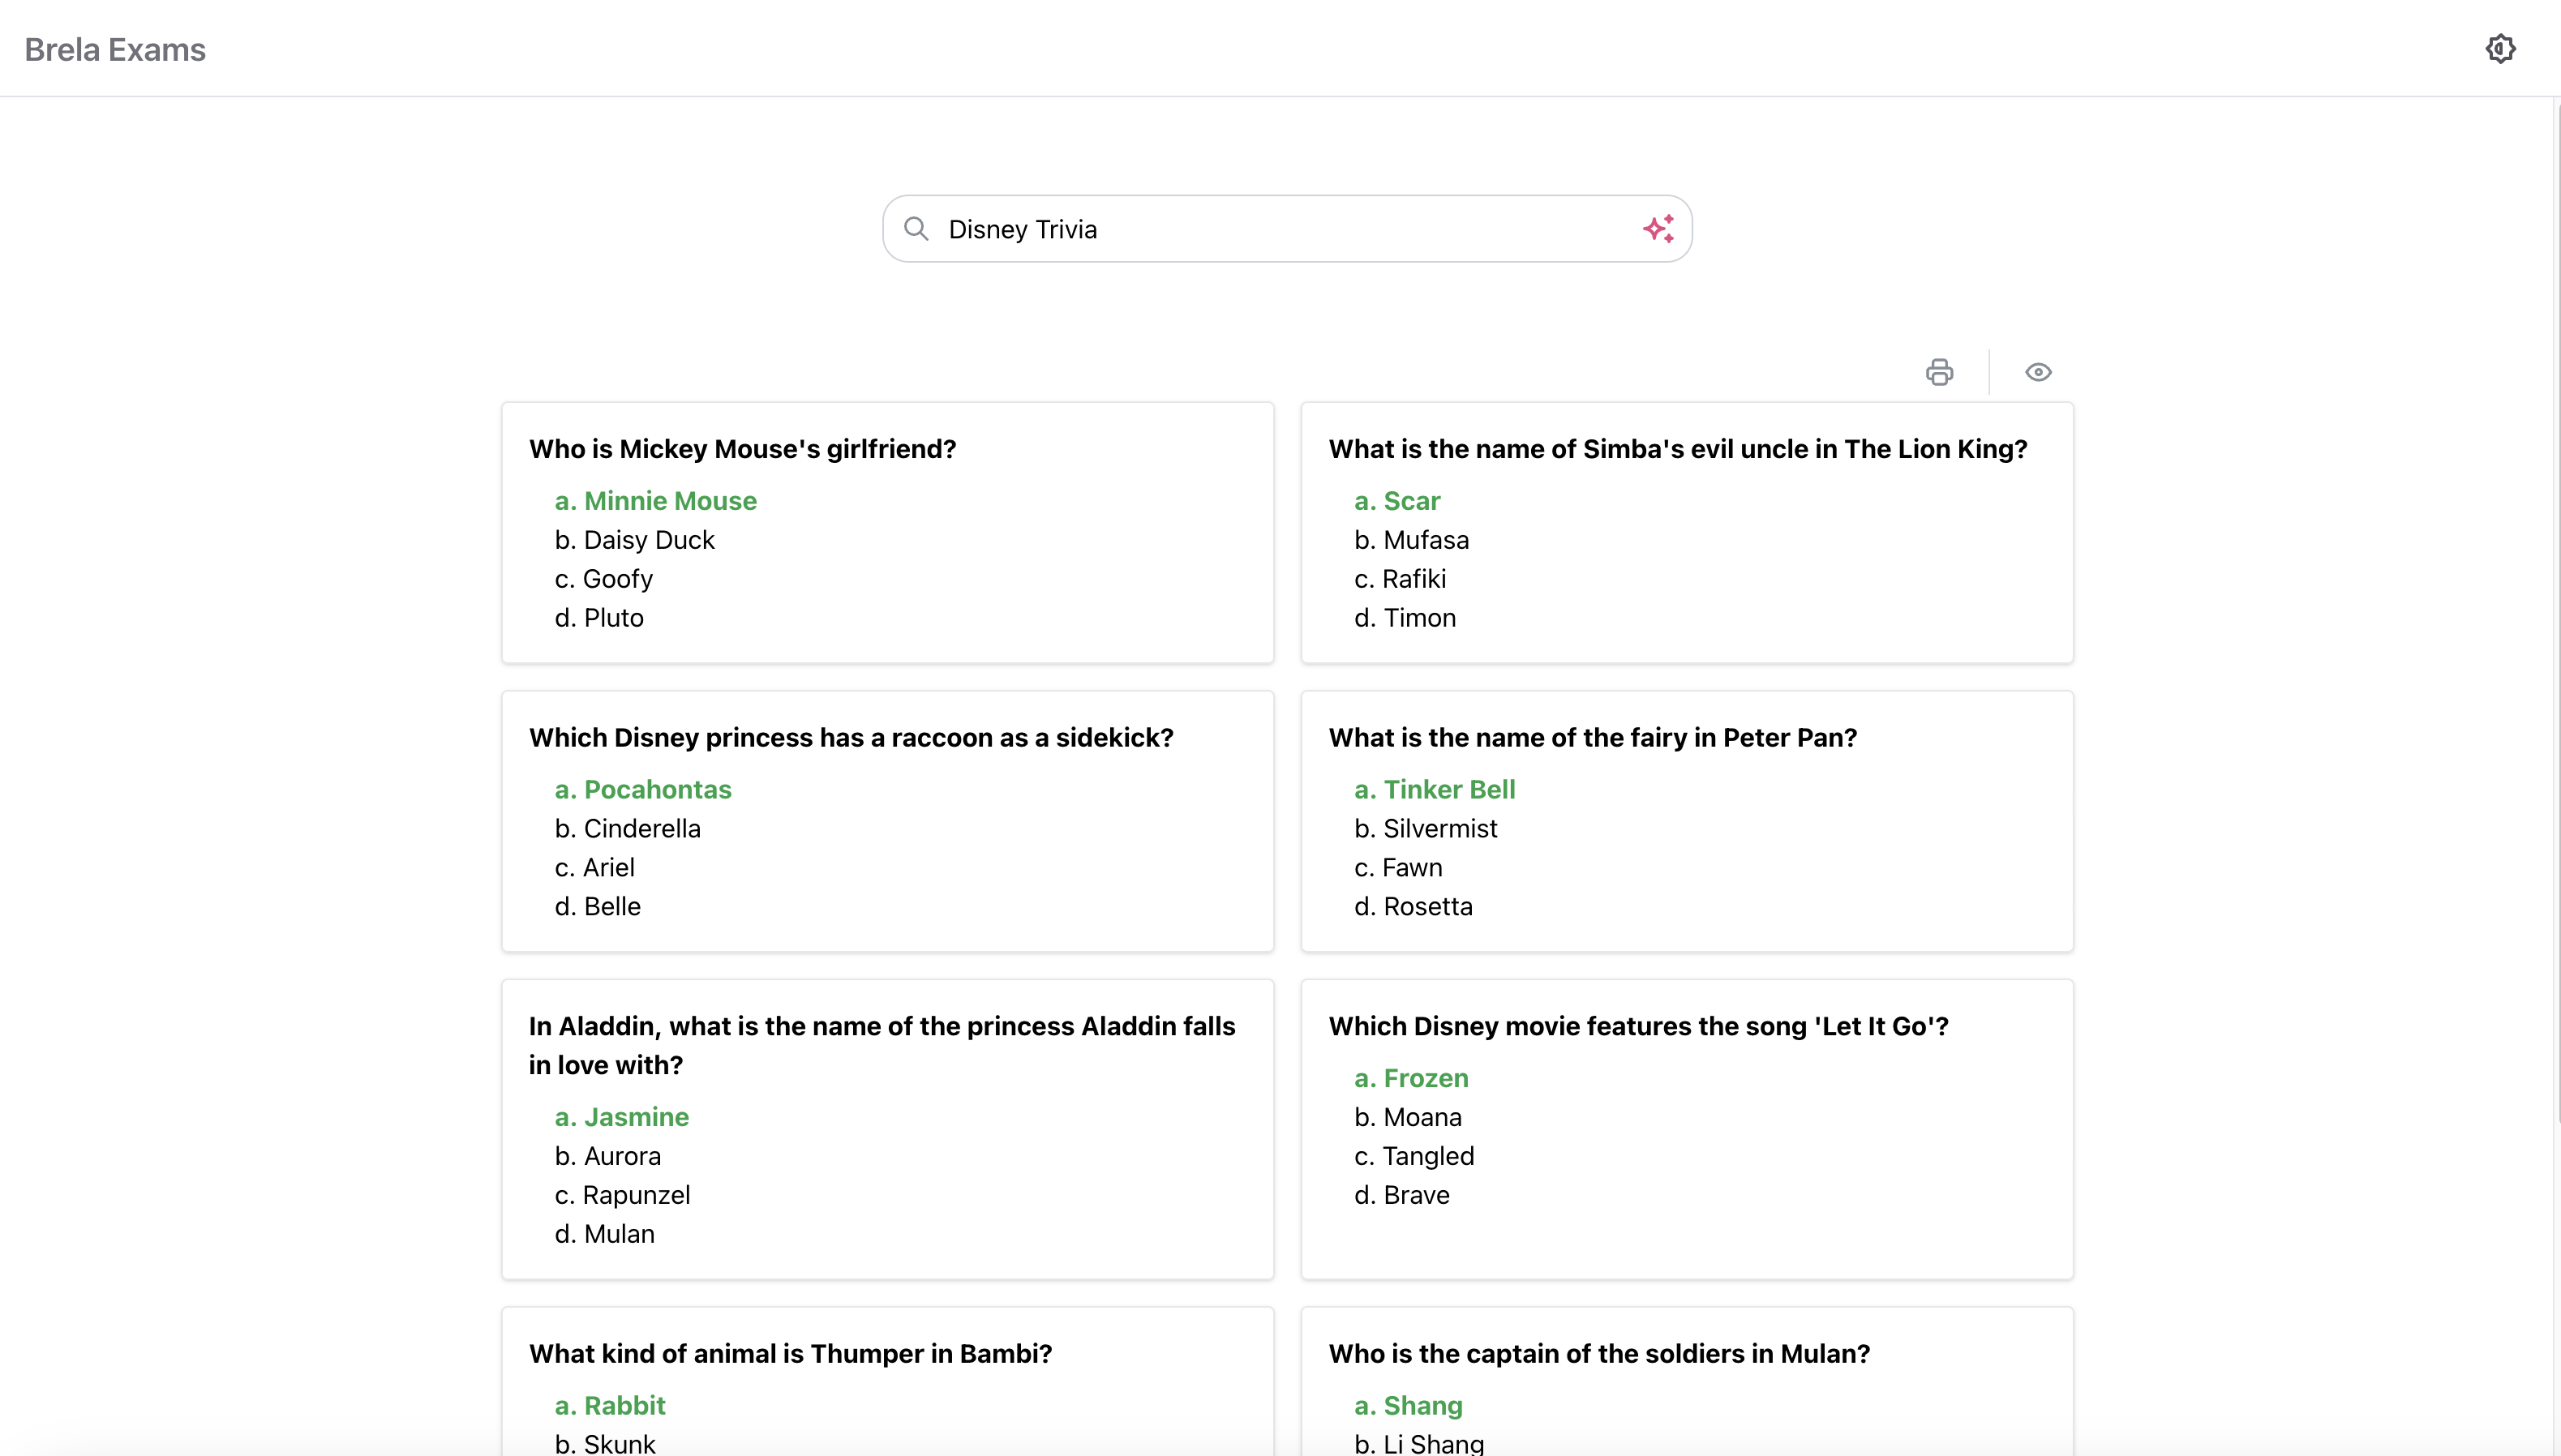 Brela Exams
Disney Trivia
Who is Mickey Mouse's girlfriend?
a. Minnie Mouse
b. Daisy Duck
c. Goofy
d. Pluto
What is the name of Simba's evil uncle in The Lion King?
a. Scar
b. Mufasa
c. Rafiki
d. Timon
Which Disney princess has a raccoon as a sidekick?
a. Pocahontas
b. Cinderella
c. Ariel
d. Belle
What is the name of the fairy in Peter Pan?
a. Tinker Bell
b. Silvermist
c. Fawn
d. Rosetta
In Aladdin, what is the name of the princess Aladdin falls
in love with?
a. Jasmine
b. Aurora
c. Rapunzel
d. Mulan
Which Disney movie features the song 'Let It Go'?
a. Frozen
b. Moana
c. Tangled
d. Brave
What kind of animal is Thumper in Bambi?
a. Rabbit
b. Skunk
Who is the captain of the soldiers in Mulan?
a. Shang
b. Li Shang